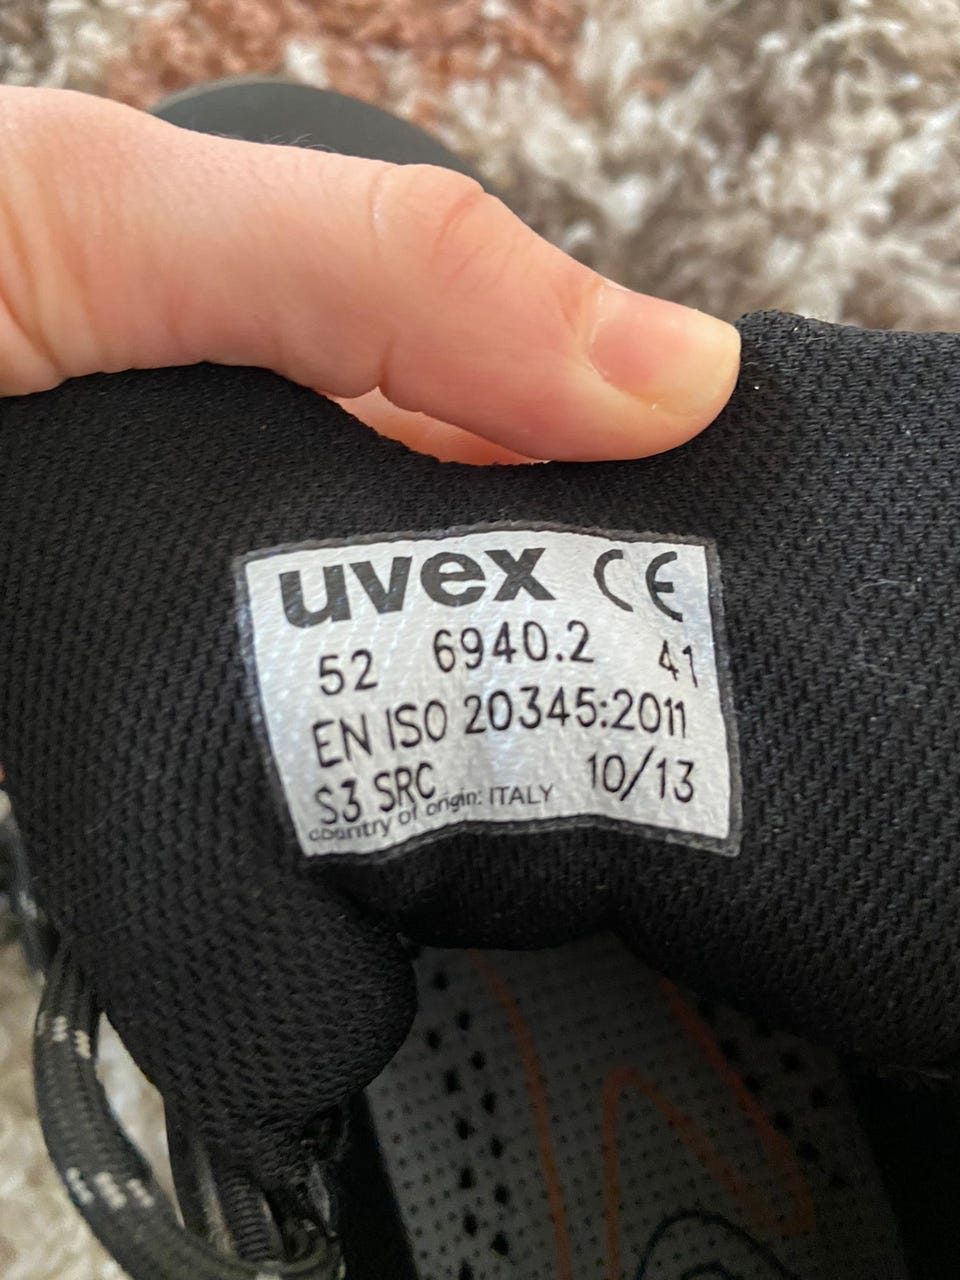 uvex CE
52 6940.2 41
EN ISO 20345:2011
S3 SRC 10/13
country of origin: ITALY